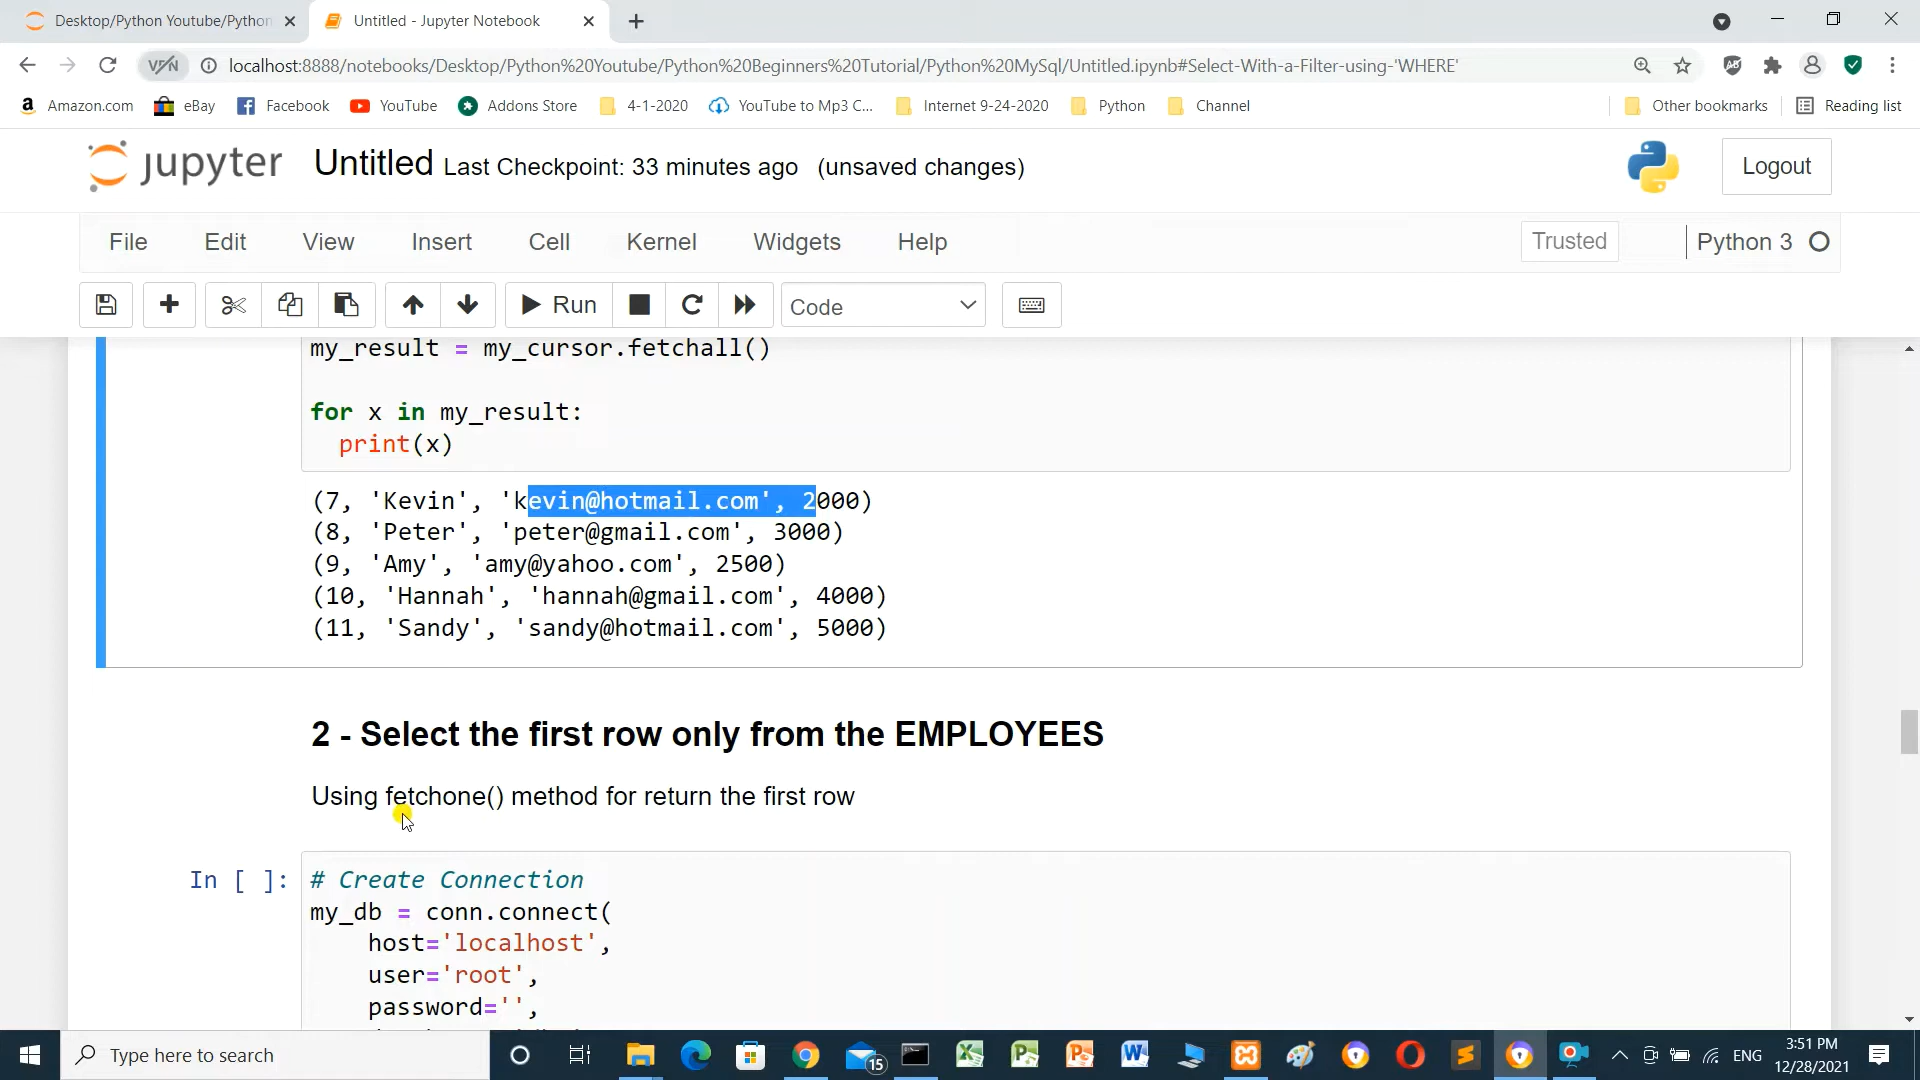 Desktop/Python Youtube/Python
Untitled - Jupyter Notebook
VPN
localhost:8888/notebooks/Desktop/Python%20Youtube/Python%20Beginners%20Tutorial/Python%20MySql/Untitled.ipynb#Select-With-a-Filter-using-'WHERE'
Amazon.com
eBay
Facebook
YouTube
Addons Store
4-1-2020
YouTube to Mp3 C...
Internet 9-24-2020
Python
Channel
Other bookmarks
Reading list
jupyter
Untitled Last Checkpoint: 33 minutes ago (unsaved changes)
Logout
File
Edit
View
Insert
Cell
Kernel
Widgets
Help
Trusted
Python 3
Run
Code
my_result = my_cursor.fetchall()
for x in my_result:
print(x)
(7, 'Kevin', 'kevin@hotmail.com', 2000)
(8, 'Peter', 'peter@gmail.com', 3000)
(9, 'Amy', 'amy@yahoo.com', 2500)
(10, 'Hannah', 'hannah@gmail.com', 4000)
(11, 'Sandy', 'sandy@hotmail.com', 5000)
2 - Select the first row only from the EMPLOYEES
Using fetchone() method for return the first row
In [ ]:
# Create Connection
my_db = conn.connect(
host='localhost',
user='root',
password='',
Type here to search
15
ENG
3:51 PM
12/28/2021